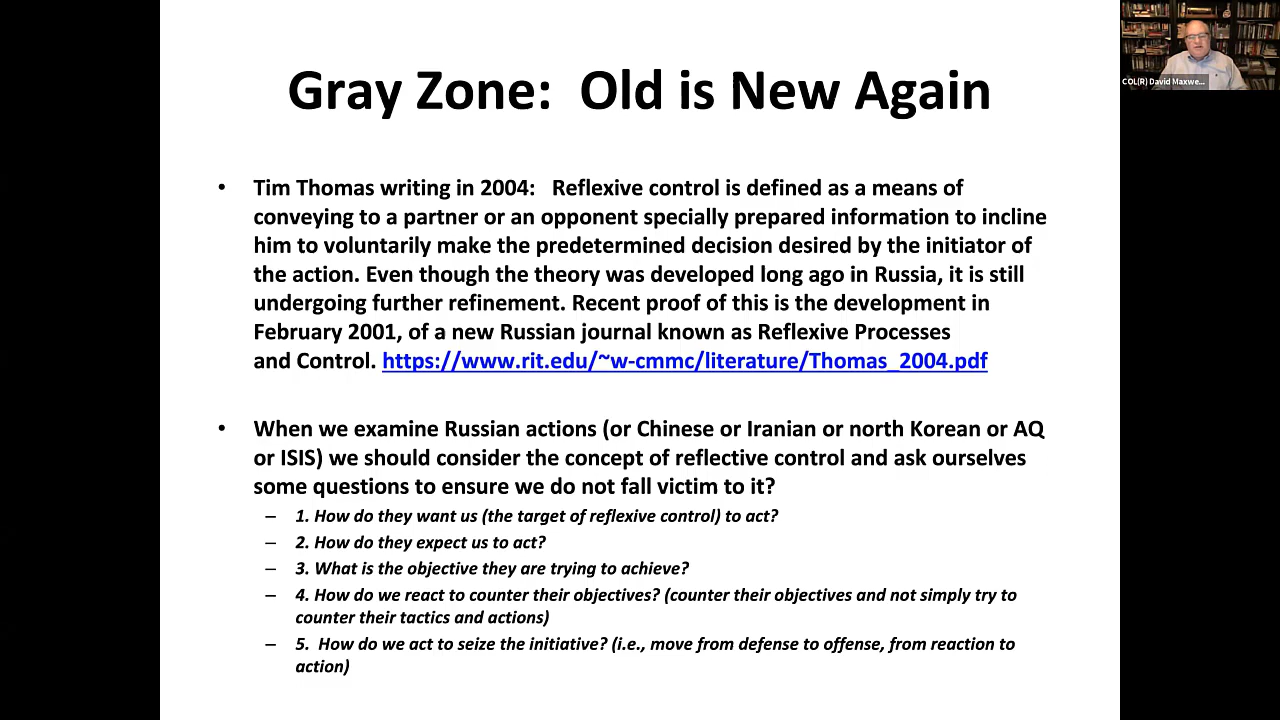 Gray Zone: Old is New Again
• Tim Thomas writing in 2004: Reflexive control is defined as a means of
conveying to a partner or an opponent specially prepared information to incline
him to voluntarily make the predetermined decision desired by the initiator of
the action. Even though the theory was developed long ago in Russia, it is still
undergoing further refinement. Recent proof of this is the development in
February 2001, of a new Russian journal known as Reflexive Processes
and Control. https://www.rit.edu/~w-cmmc/literature/Thomas_2004.pdf
• When we examine Russian actions (or Chinese or Iranian or north Korean or AQ
or ISIS) we should consider the concept of reflective control and ask ourselves
some questions to ensure we do not fall victim to it?
– 1. How do they want us (the target of reflexive control) to act?
– 2. How do they expect us to act?
– 3. What is the objective they are trying to achieve?
– 4. How do we react to counter their objectives? (counter their objectives and not simply try to
counter their tactics and actions)
– 5. How do we act to seize the initiative? (i.e., move from defense to offense, from reaction to
action)
COL(R) David Maxwe...